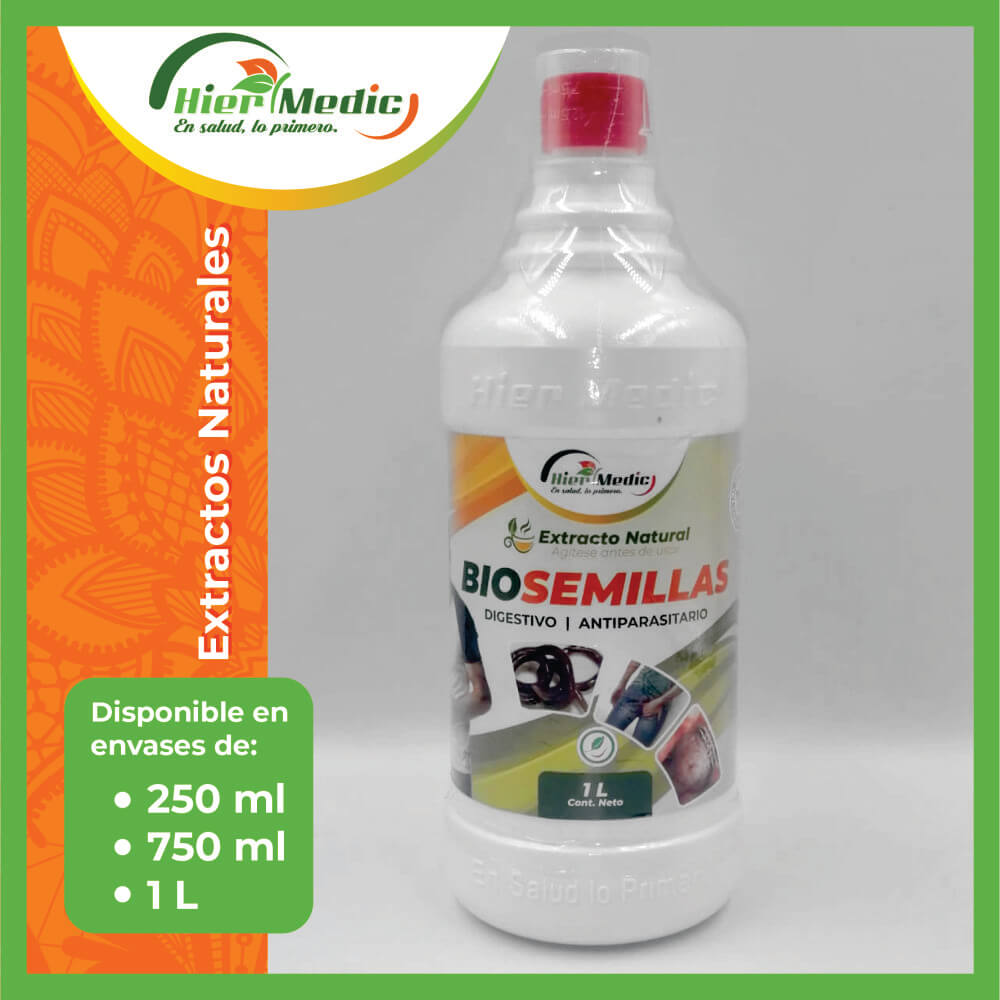 Hier Medic
En salud, lo primero.
Extractos Naturales
Disponible en
envases de:
• 250 ml
• 750 ml
• 1 L
Hier Medic
Hier Medic
En salud, lo primero.
Extracto Natural
Agítese antes de usar
BIOSEMILLAS
DIGESTIVO | ANTIPARASITARIO
1 L
Cont. Neto
En Salud lo Primero